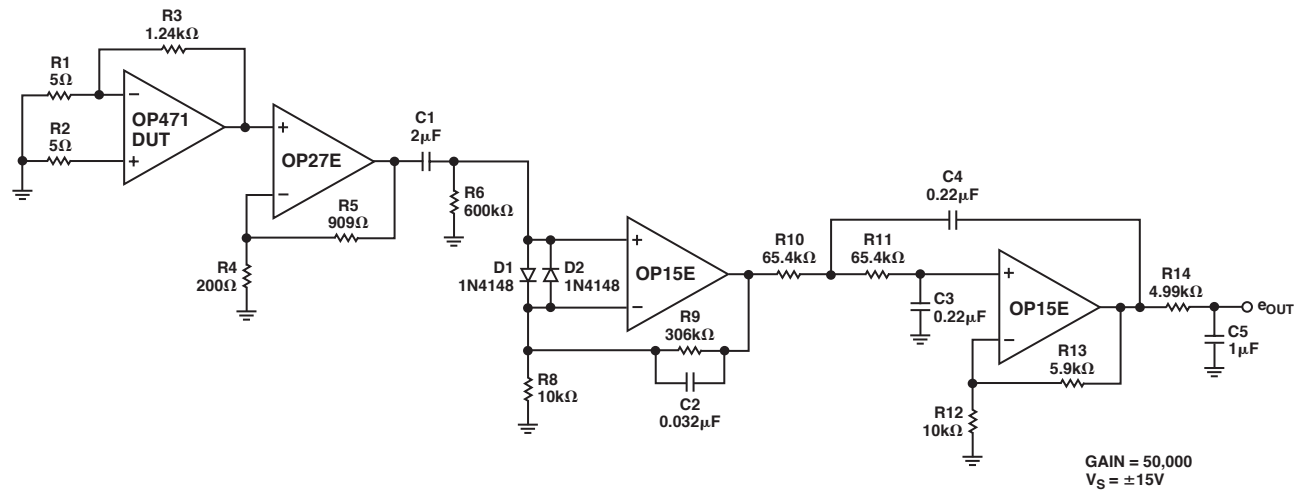 R3
1.24kΩ
R1
5Ω
−
OP471
DUT
R2
5Ω
+
+
OP27E
−
R5
909Ω
R4
200Ω
C1
2μF
R6
600kΩ
D1
1N4148
D2
1N4148
+
OP15E
−
R9
306kΩ
C2
0.032μF
R8
10kΩ
R10
65.4kΩ
R11
65.4kΩ
C4
0.22μF
C3
0.22μF
+
OP15E
−
R13
5.9kΩ
R12
10kΩ
R14
4.99kΩ
eOUT
C5
1μF
GAIN = 50,000
VS = ±15V